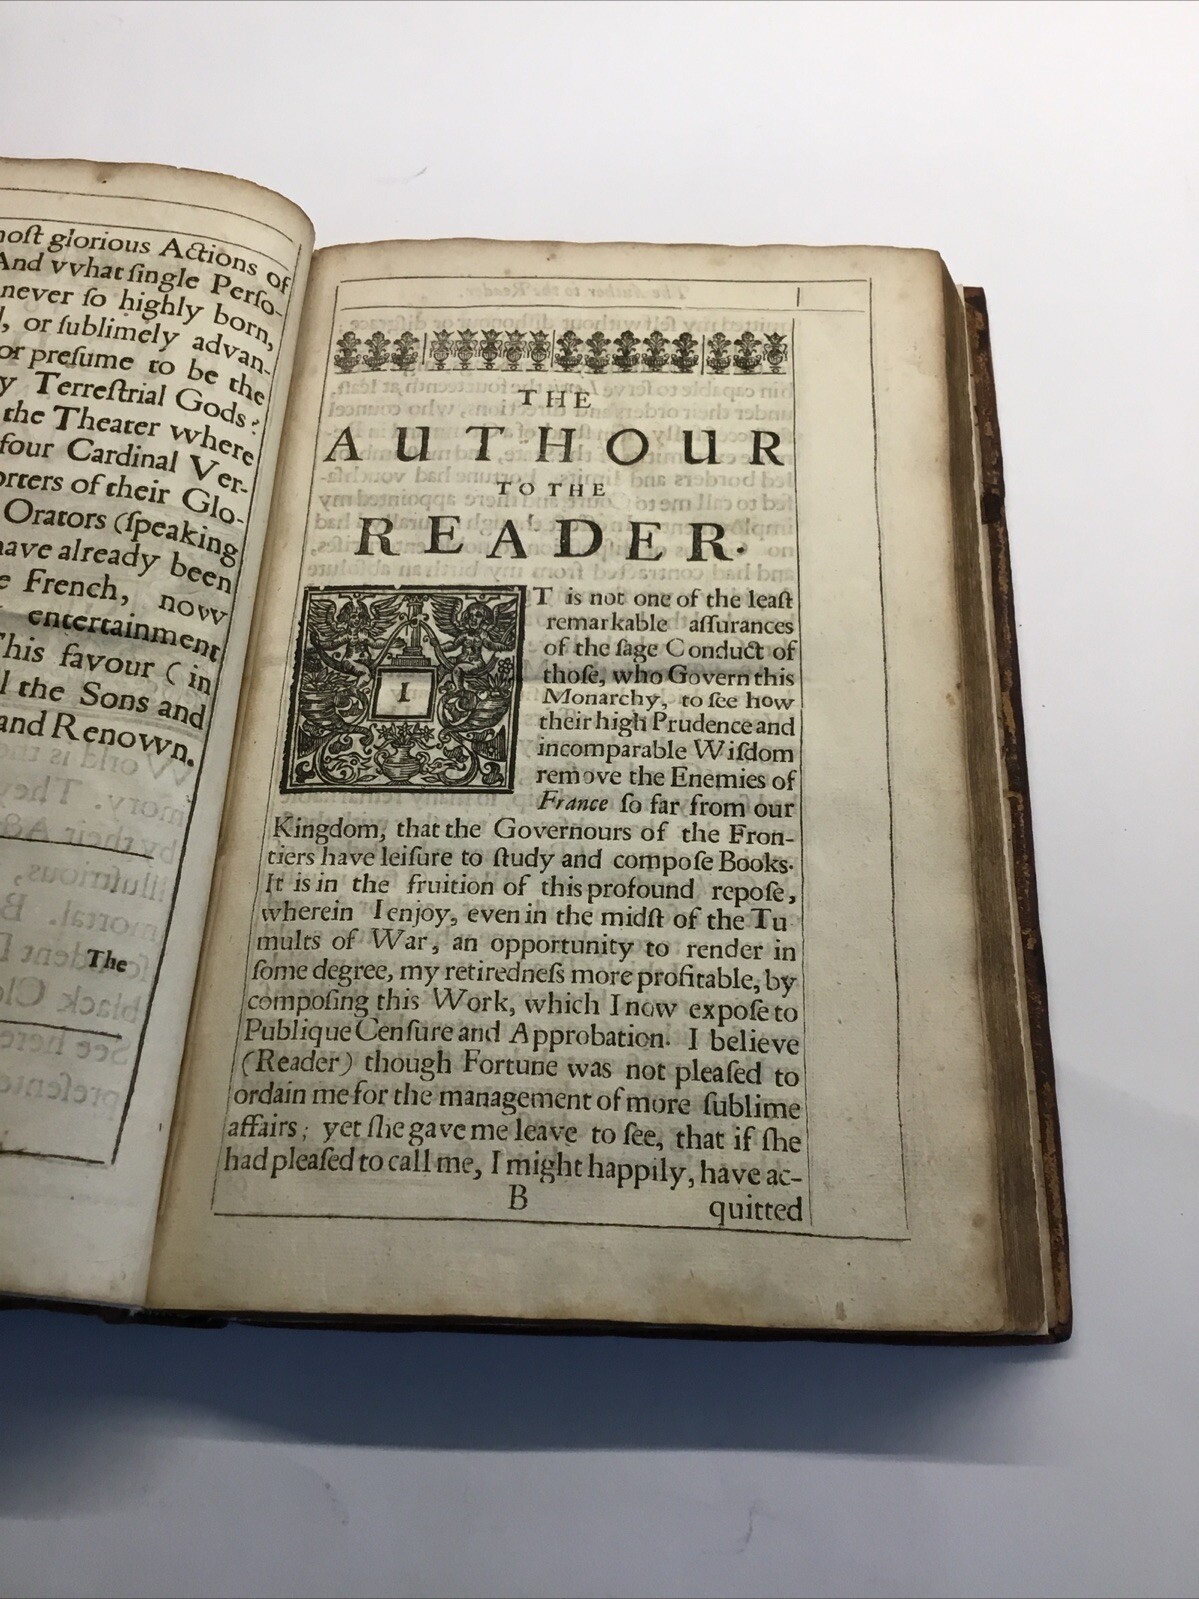 most glorious Actions of
And vvhat single Perso-
never so highly born,
or sublimely advan-
or presume to be the
Terrestrial Gods?
the Theater vvhere
four Cardinal Ver-
of their Glo-
Orators (speaking
have already been
French, novv
entertainment
This favour (in
the Sons and
and Renovvn.
The
THE
AUTHOUR
TO THE
READER.
IT is not one of the leaſt
remarkable aſſurances
of the ſage Conduct of
thoſe, who Govern this
Monarchy, to ſee how
their high Prudence and
incomparable Wiſdom
remove the Enemies of
France ſo far from our
Kingdom, that the Governours of the Fron-
tiers have leiſure to ſtudy and compoſe Books.
It is in the fruition of this profound repoſe,
wherein I enjoy, even in the midſt of the Tu
mults of War, an opportunity to render in
ſome degree, my retiredneſs more profitable, by
compoſing this Work, which I now expoſe to
Publique Cenſure and Approbation. I believe
(Reader) though Fortune was not pleaſed to
ordain me for the management of more ſublime
affairs; yet ſhe gave me leave to ſee, that if ſhe
had pleaſed to call me, I might happily, have ac-
B quitted